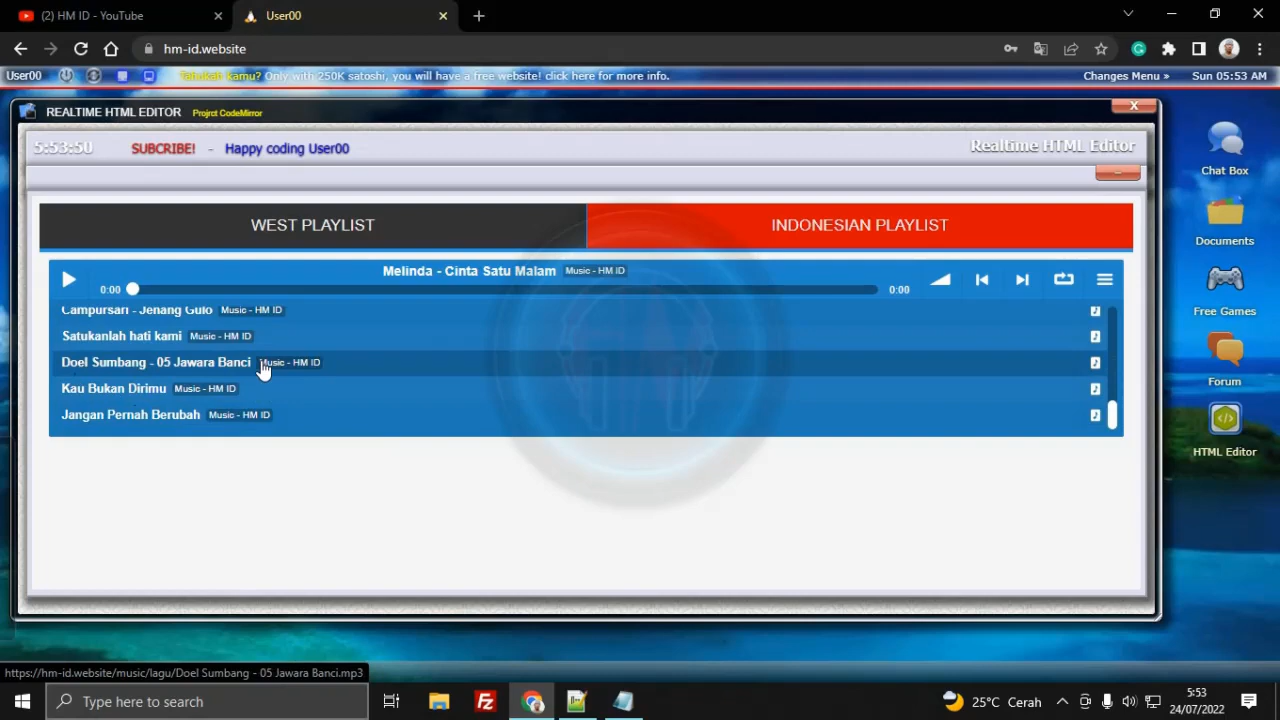 (2) HM ID - YouTube
User00
hm-id.website
User00
Tahukah kamu? Only with 250K satoshi, you will have a free website! click here for more info.
Changes Menu »
Sun 05:53 AM
REALTIME HTML EDITOR Projrct CodeMirror
X
5:53:50
SUBCRIBE! - Happy coding User00
Realtime HTML Editor
WEST PLAYLIST
INDONESIAN PLAYLIST
Melinda - Cinta Satu Malam Music - HM ID
0:00
0:00
Campursari - Jenang Gulo Music - HM ID
Satukanlah hati kami Music - HM ID
Doel Sumbang - 05 Jawara Banci Music - HM ID
Kau Bukan Dirimu Music - HM ID
Jangan Pernah Berubah Music - HM ID
Chat Box
Documents
Free Games
Forum
HTML Editor
https://hm-id.website/music/lagu/Doel Sumbang - 05 Jawara Banci.mp3
Type here to search
25°C Cerah
5:53
24/07/2022